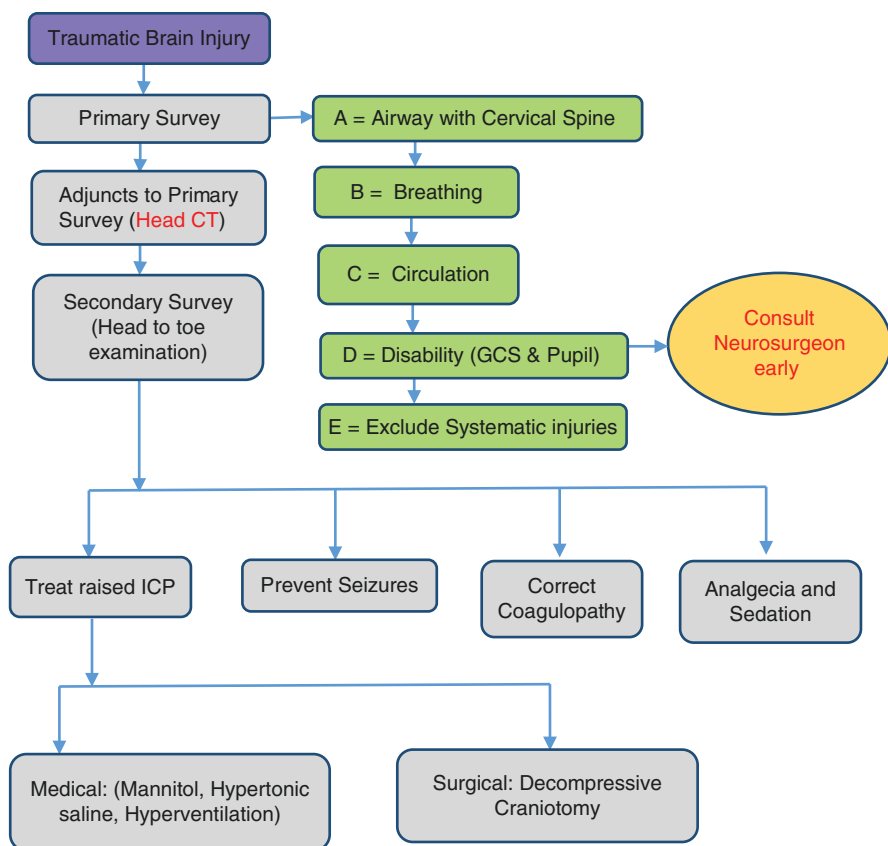 Traumatic Brain Injury
Primary Survey
A = Airway with Cervical Spine
Adjuncts to Primary
Survey (Head CT)
B = Breathing
Secondary Survey
(Head to toe
examination)
C = Circulation
D = Disability (GCS & Pupil)
Consult
Neurosurgeon
early
E = Exclude Systematic injuries
Treat raised ICP
Prevent Seizures
Correct
Coagulopathy
Analgecia and
Sedation
Medical: (Mannitol, Hypertonic
saline, Hyperventilation)
Surgical: Decompressive
Craniotomy